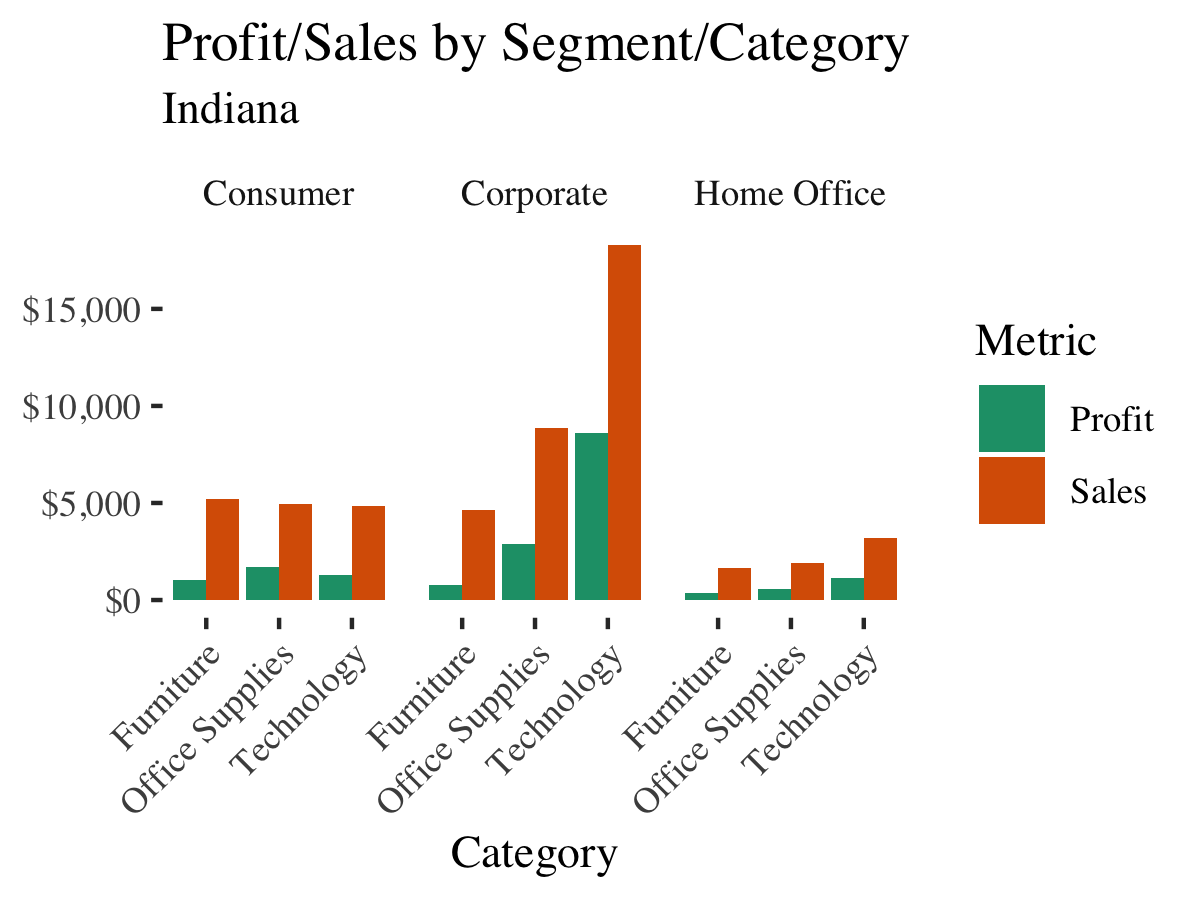 Profit/Sales by Segment/Category
Indiana
Consumer
Corporate
Home Office
$15,000
$10,000
$5,000
$0
Furniture
Office Supplies
Technology
Furniture
Office Supplies
Technology
Furniture
Office Supplies
Technology
Category
Metric
Profit
Sales